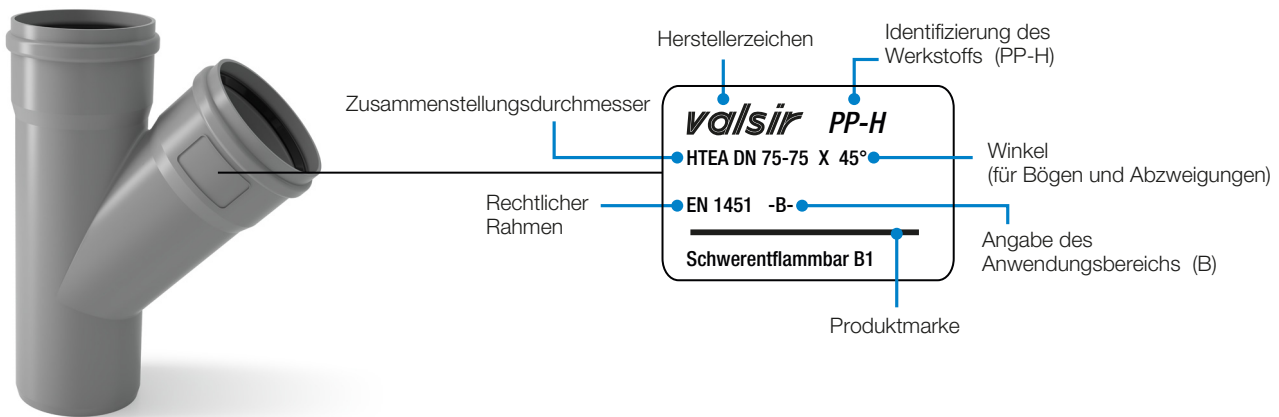 Herstellerzeichen
Identifizierung des
Werkstoffs (PP-H)
Zusammenstellungsdurchmesser
valsir PP-H
HTEA DN 75-75 X 45°
Winkel
(für Bögen und Abzweigungen)
Rechtlicher
Rahmen
EN 1451 -B-
Angabe des
Anwendungsbereichs (B)
Schwerentflammbar B1
Produktmarke